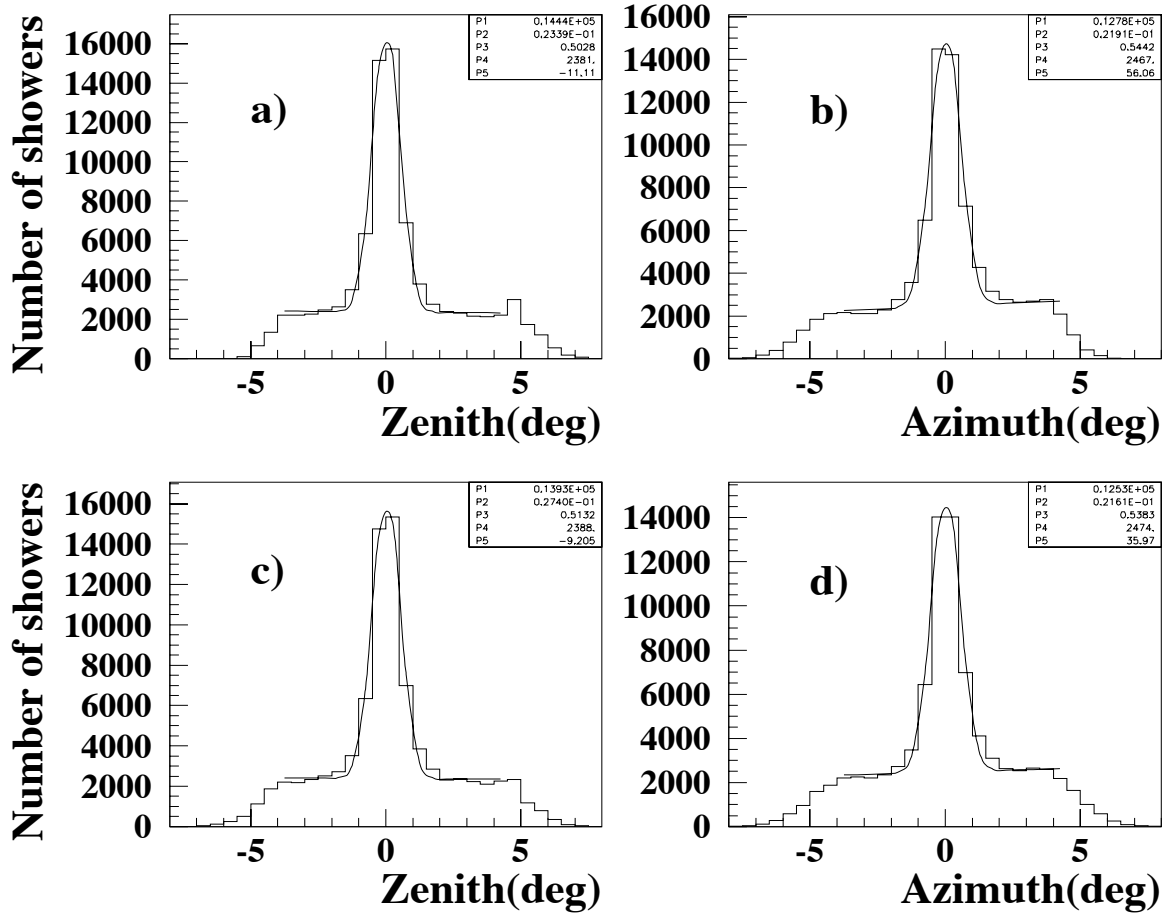 Number of showers
16000
14000
12000
10000
8000
6000
4000
2000
0
-5 0 5
Zenith(deg)
a)
P1 0.1444E+05
P2 0.2339E-01
P3 0.5028
P4 2381.
P5 -11.11
16000
14000
12000
10000
8000
6000
4000
2000
0
-5 0 5
Azimuth(deg)
b)
P1 0.1278E+05
P2 0.2191E-01
P3 0.5442
P4 2467.
P5 56.06
Number of showers
16000
14000
12000
10000
8000
6000
4000
2000
0
-5 0 5
Zenith(deg)
c)
P1 0.1393E+05
P2 0.2740E-01
P3 0.5132
P4 2388.
P5 -9.205
14000
12000
10000
8000
6000
4000
2000
0
-5 0 5
Azimuth(deg)
d)
P1 0.1253E+05
P2 0.2161E-01
P3 0.5383
P4 2474.
P5 35.97